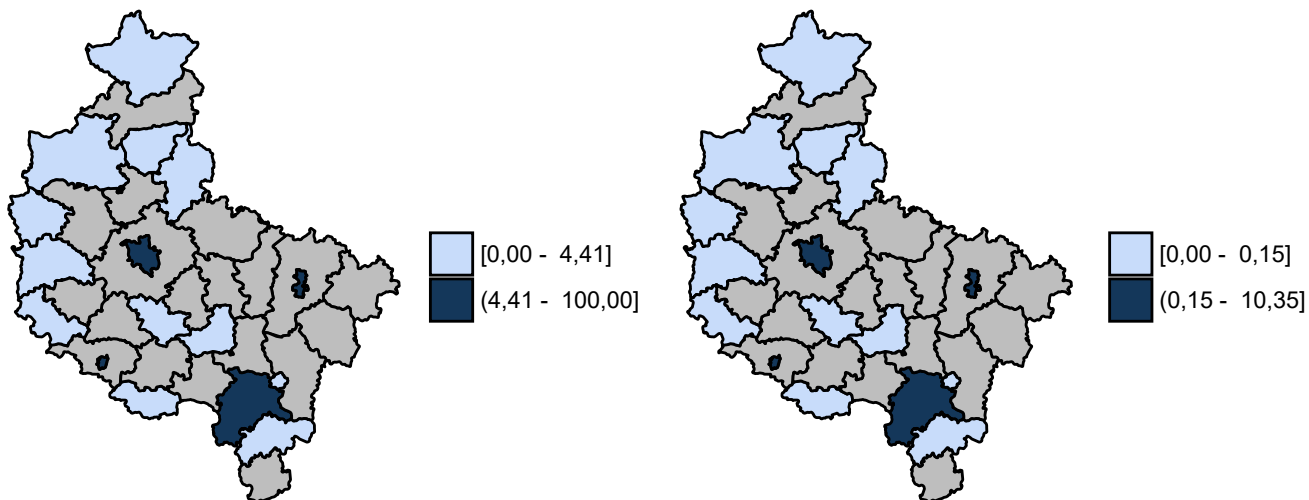 [0,00 -  4,41]
(4,41 -  100,00]
[0,00 -  0,15]
(0,15 -  10,35]